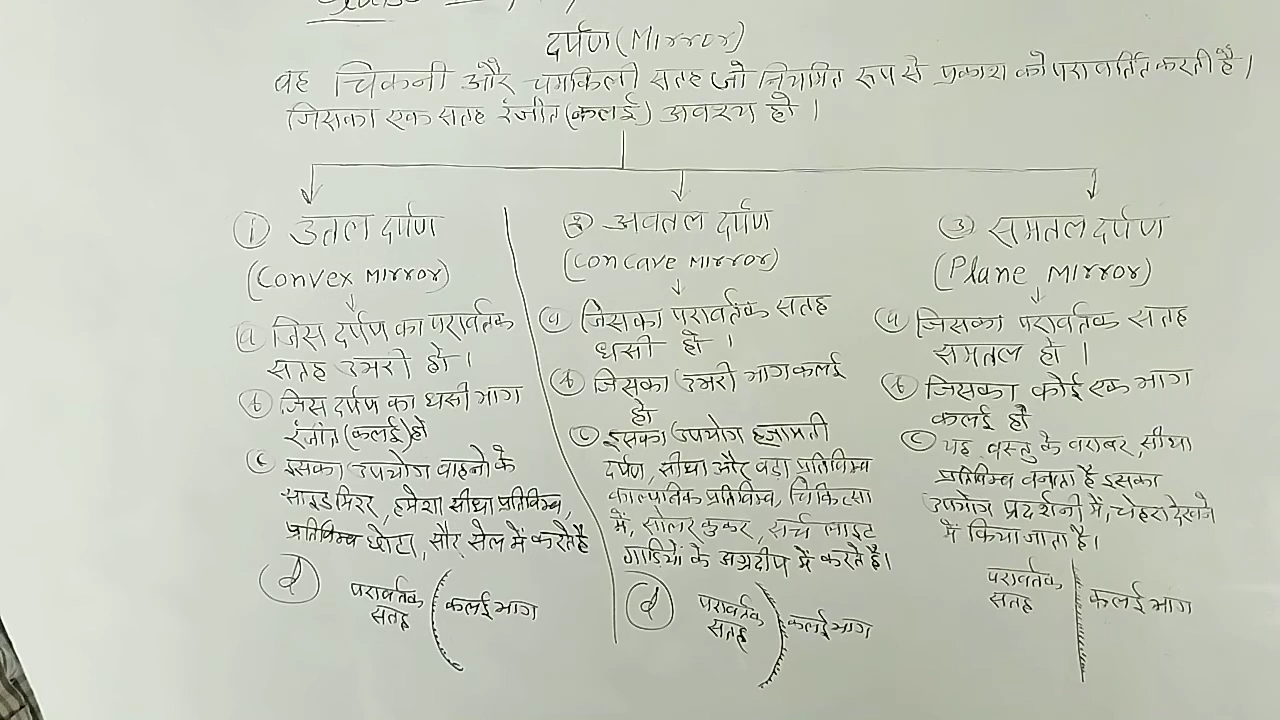 दर्पण (Mirror)
वह चिकनी और चमकिली सतह जो नियमित रूप से प्रकाश को परावर्तित करती है।
जिसका एक सतह रंजीत (कलई) अवश्य हो।
① उतल दर्पण
(Convex Mirror)
ⓐ जिस दर्पण का परावर्तक
सतह उभरी हो।
ⓑ जिस दर्पण का धसी भाग
रंजीत (कलई) हो
ⓒ इसका उपयोग वाहनो के
साइड मिरर, हमेशा सीधा प्रतिबिम्ब,
प्रतिबिम्ब छोटा, सौर सेल में करते है
ⓓ
परावर्तक
सतह
कलई भाग
② अवतल दर्पण
(Concave Mirror)
ⓐ जिसका परावर्तक सतह
धसी हो।
ⓑ जिसका उभरी भाग कलई
हो
ⓒ इसका उपयोग हजामती
दर्पण, सीधा और बड़ा प्रतिबिम्ब
काल्पनिक प्रतिबिम्ब, चिकित्सा
में, सोलर कुकर, सर्च लाइट
गाडियों के अग्रदीप में करते है।
ⓓ
परावर्तक
सतह
कलई भाग
③ समतल दर्पण
(Plane Mirror)
ⓐ जिसका परावर्तक सतह
समतल हो।
ⓑ जिसका कोई एक भाग
कलई हो
ⓒ यह वस्तु के बराबर, सीधा
प्रतिबिम्ब बनाता है इसका
उपयोग प्रदर्शनी में, चेहरा देखने
में किया जाता है।
परावर्तक
सतह
कलई भाग